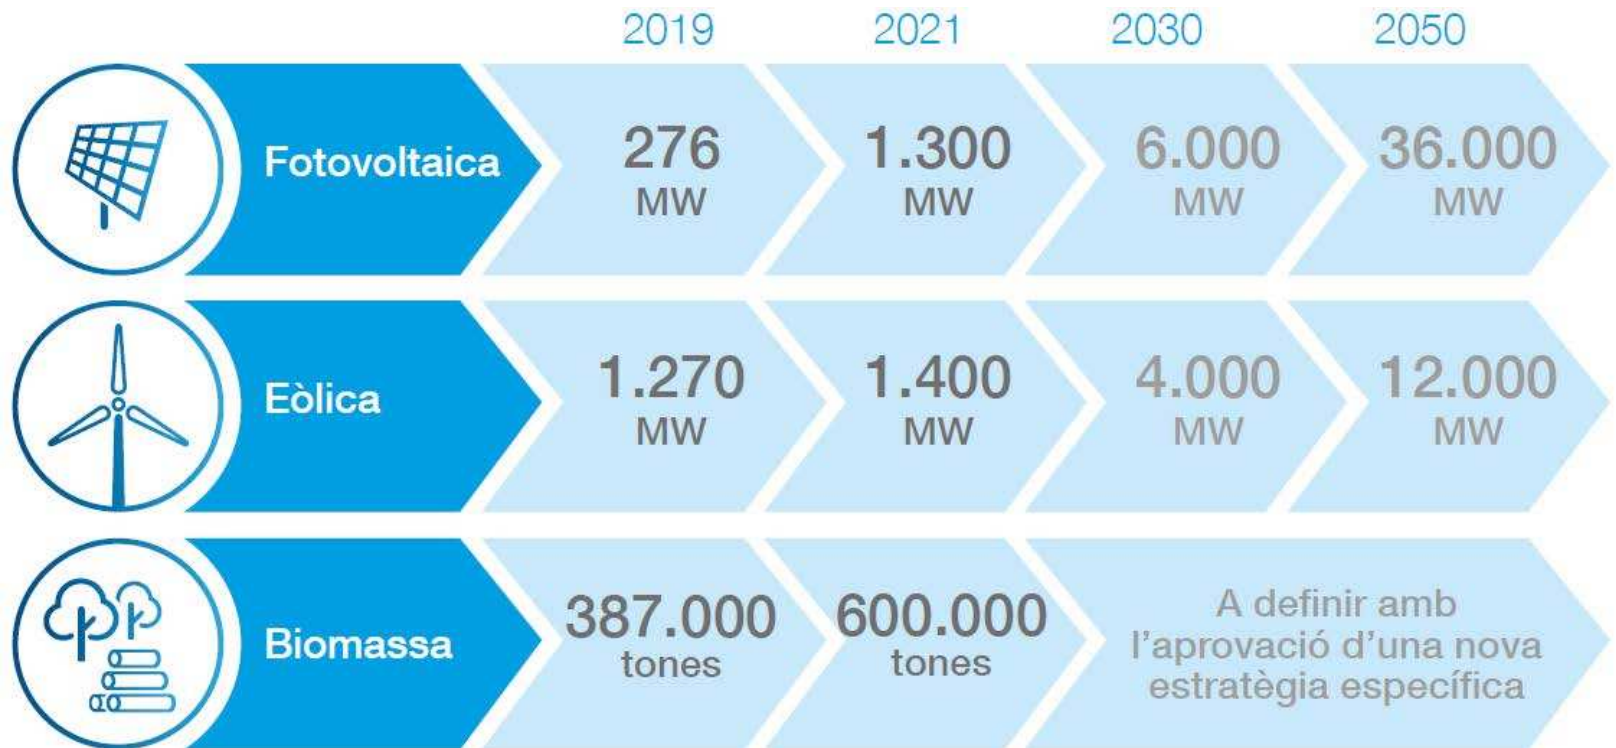 2019 2021 2030 2050
Fotovoltaica 276 1.300 6.000 36.000
MW MW MW MW
Eòlica 1.270 1.400 4.000 12.000
MW MW MW MW
Biomassa 387.000 600.000
tones tones
A definir amb
l'aprovació d'una nova
estratègia específica